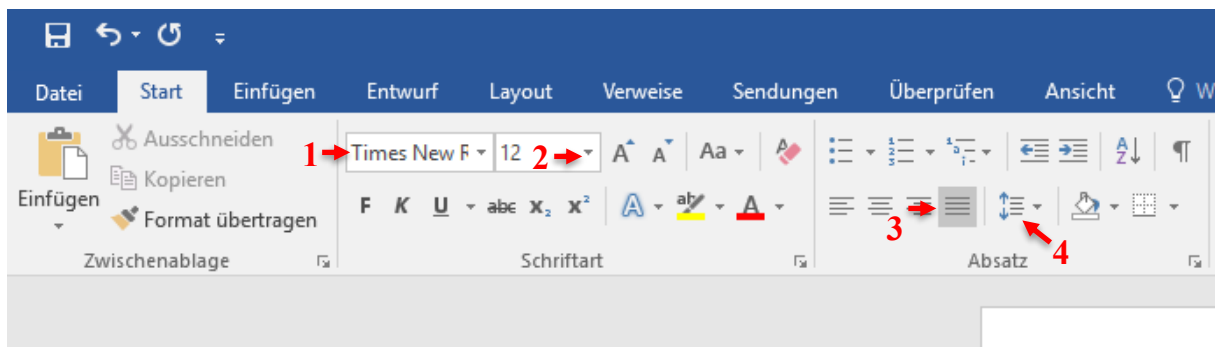 Datei Start Einfügen Entwurf Layout Verweise Sendungen Überprüfen Ansicht W
Ausschneiden
Kopieren
Einfügen
Format übertragen
Zwischenablage
1 Times New R 12 2 Aa
F K U abc x₂ x² A ab A
Schriftart
3
4
Absatz